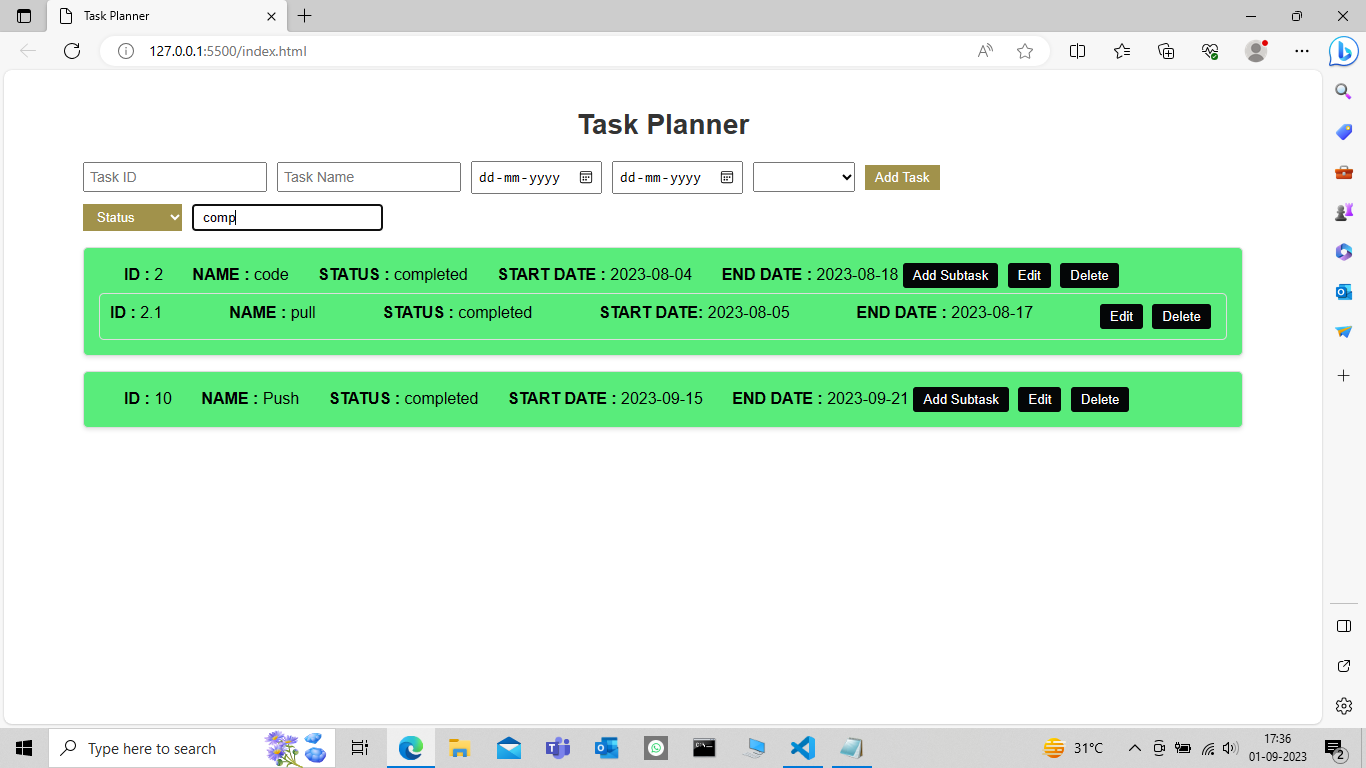 Task Planner
127.0.0.1:5500/index.html
Task Planner
Task ID Task Name dd-mm-yyyy dd-mm-yyyy Add Task
Status comp
ID : 2 NAME : code STATUS : completed START DATE : 2023-08-04 END DATE : 2023-08-18 Add Subtask Edit Delete
ID : 2.1 NAME : pull STATUS : completed START DATE: 2023-08-05 END DATE : 2023-08-17 Edit Delete
ID : 10 NAME : Push STATUS : completed START DATE : 2023-09-15 END DATE : 2023-09-21 Add Subtask Edit Delete
Type here to search 31°C 17:36
01-09-2023 2